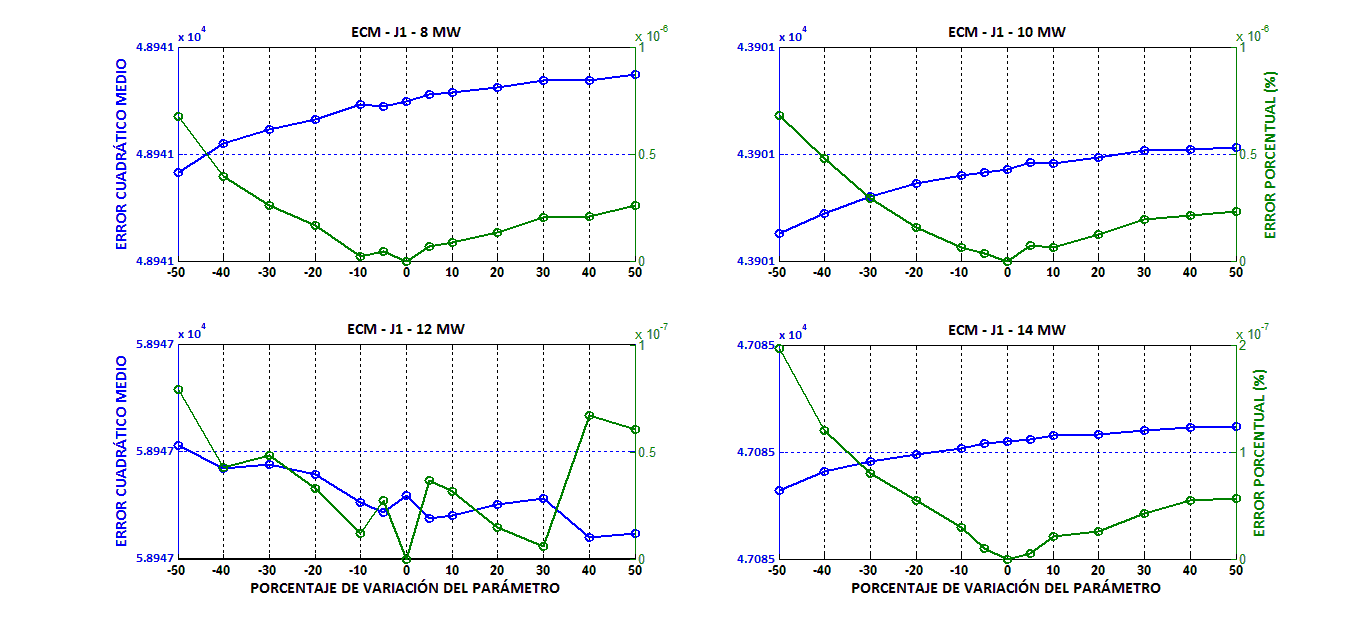 ECM - J1 - 8 MW
x 10^4
x 10^-6
4.8941
4.8941
4.8941
ERROR CUADRÁTICO MEDIO
1
0.5
0
-50 -40 -30 -20 -10 0 10 20 30 40 50
ECM - J1 - 10 MW
x 10^4
x 10^-6
4.3901
4.3901
4.3901
1
0.5
0
ERROR PORCENTUAL (%)
-50 -40 -30 -20 -10 0 10 20 30 40 50
ECM - J1 - 12 MW
x 10^4
x 10^-7
5.8947
5.8947
5.8947
ERROR CUADRÁTICO MEDIO
1
0.5
0
-50 -40 -30 -20 -10 0 10 20 30 40 50
PORCENTAJE DE VARIACIÓN DEL PARÁMETRO
ECM - J1 - 14 MW
x 10^4
x 10^-7
4.7085
4.7085
4.7085
2
1
0
ERROR PORCENTUAL (%)
-50 -40 -30 -20 -10 0 10 20 30 40 50
PORCENTAJE DE VARIACIÓN DEL PARÁMETRO